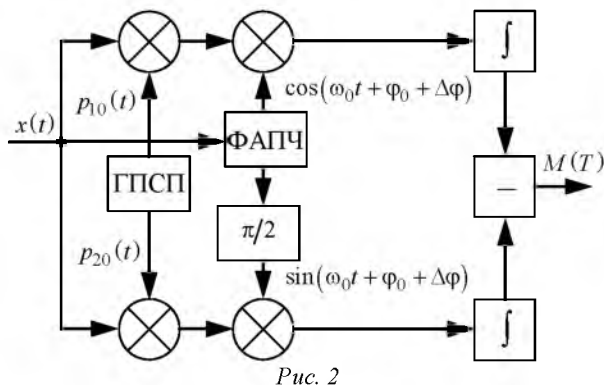 ∫
p₁₀(t)
cos(ω₀t + φ₀ + Δφ)
x(t)
ФАПЧ
M(T)
ГПСП
−
π/2
p₂₀(t)
sin(ω₀t + φ₀ + Δφ)
∫
Рис. 2